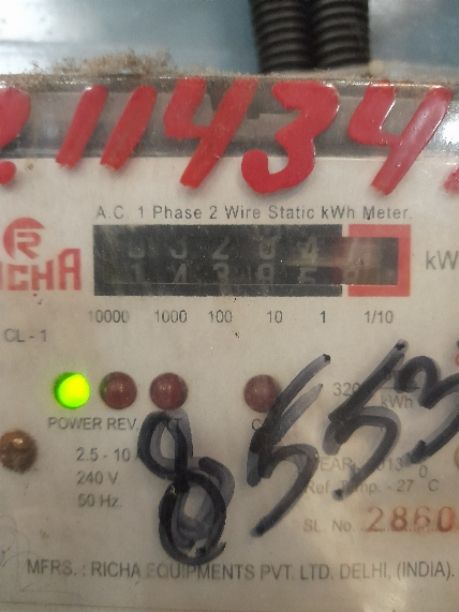 11434
A.C. 1 Phase 2 Wire Static kWh Meter.
RICHA
kW
10000 1000 100 10 1 1/10
CL - 1
320
kWh
POWER REV.
8553
2.5 - 10
240 V
50 Hz.
YEAR
Ref. Temp. - 27 °C
SL. No. 2860
MFRS. : RICHA EQUIPMENTS PVT. LTD. DELHI, (INDIA).